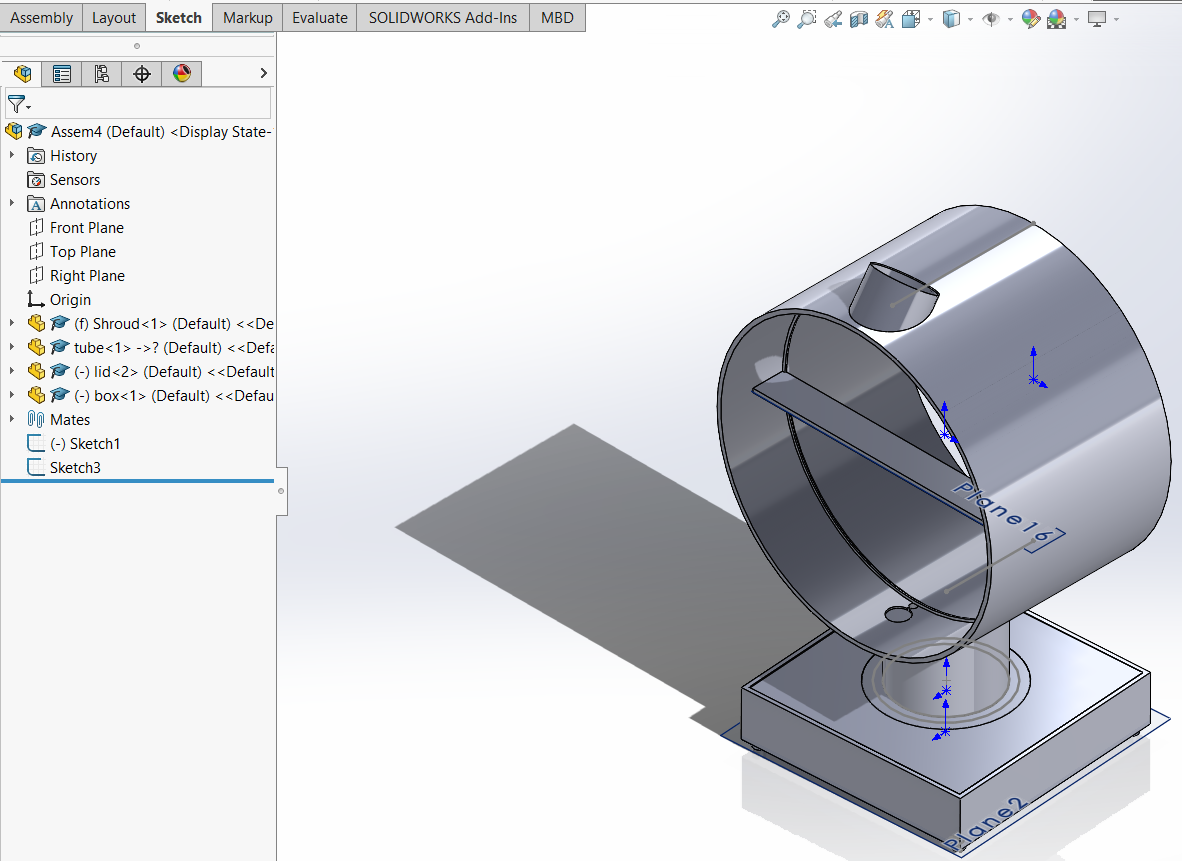 Assembly Layout Sketch Markup Evaluate SOLIDWORKS Add-Ins MBD
Assem4 (Default) <Display State-
History
Sensors
Annotations
Front Plane
Top Plane
Right Plane
Origin
(f) Shroud<1> (Default) <<De
tube<1> ->? (Default) <<Defa
(-) lid<2> (Default) <<Default
(-) box<1> (Default) <<Defau
Mates
(-) Sketch1
Sketch3
Plane16
Plane2